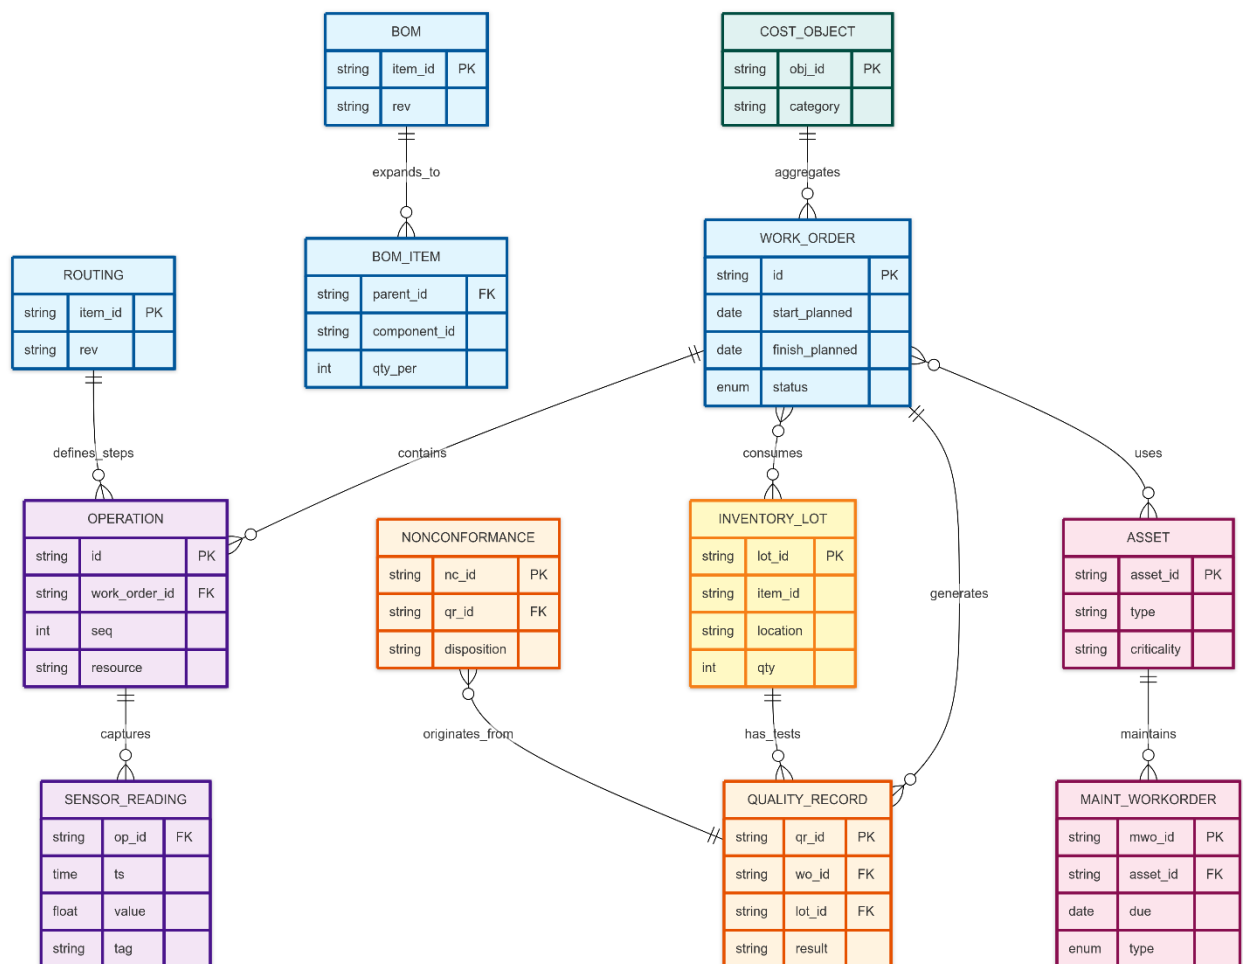 BOM
string item_id PK
string rev
COST_OBJECT
string obj_id PK
string category
expands_to
aggregates
ROUTING
string item_id PK
string rev
BOM_ITEM
string parent_id FK
string component_id
int qty_per
WORK_ORDER
string id PK
date start_planned
date finish_planned
enum status
defines_steps
contains
consumes
uses
OPERATION
string id PK
string work_order_id FK
int seq
string resource
NONCONFORMANCE
string nc_id PK
string qr_id FK
string disposition
INVENTORY_LOT
string lot_id PK
string item_id
string location
int qty
generates
ASSET
string asset_id PK
string type
string criticality
captures
originates_from
has_tests
maintains
SENSOR_READING
string op_id FK
time ts
float value
string tag
QUALITY_RECORD
string qr_id PK
string wo_id FK
string lot_id FK
string result
MAINT_WORKORDER
string mwo_id PK
string asset_id FK
date due
enum type